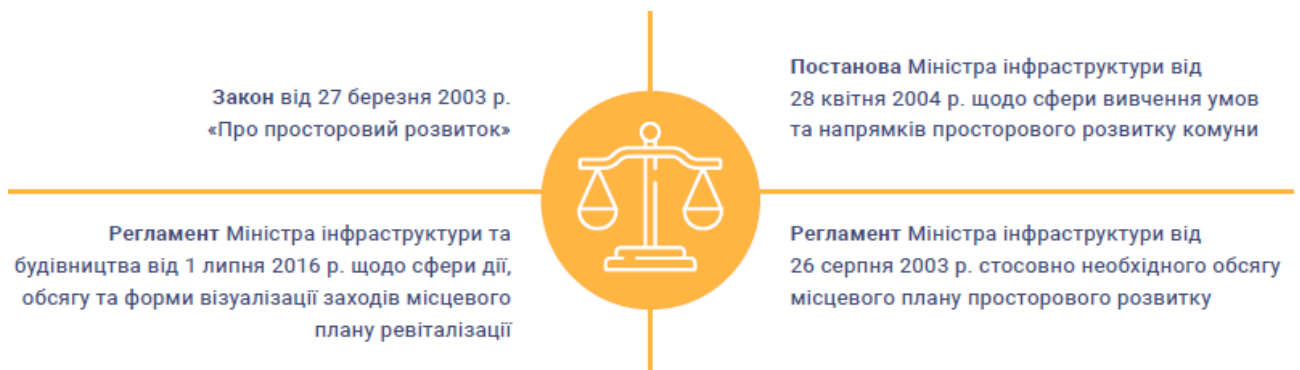 Закон від 27 березня 2003 р.
«Про просторовий розвиток»
Постанова Міністра інфраструктури від
28 квітня 2004 р. щодо сфери вивчення умов
та напрямків просторового розвитку комуни
Регламент Міністра інфраструктури та
будівництва від 1 липня 2016 р. щодо сфери дії,
обсягу та форми візуалізації заходів місцевого
плану ревіталізації
Регламент Міністра інфраструктури від
26 серпня 2003 р. стосовно необхідного обсягу
місцевого плану просторового розвитку